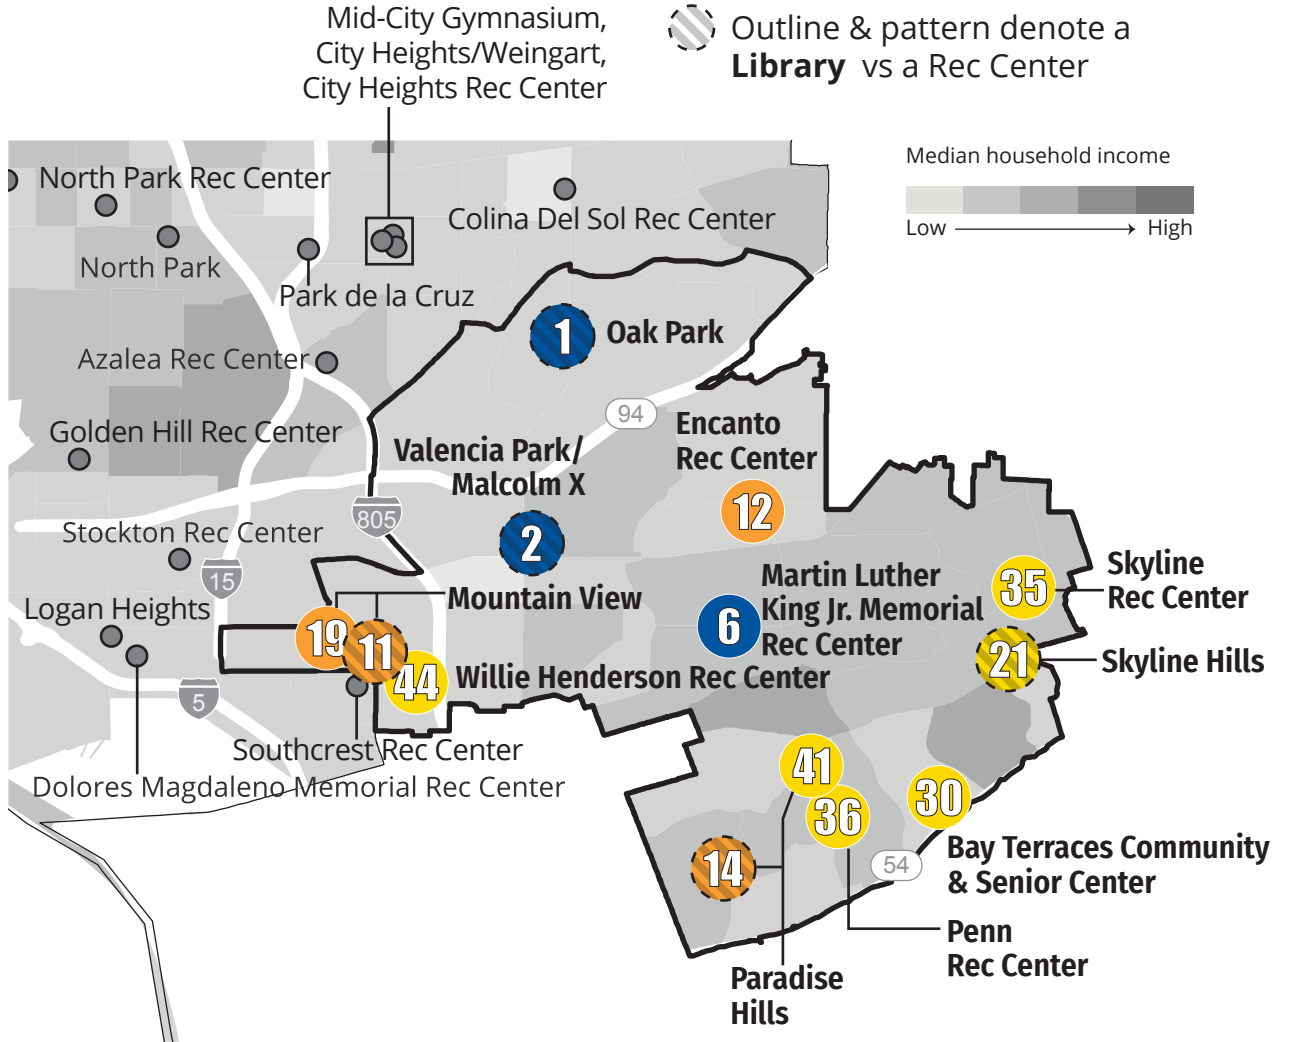 Mid-City Gymnasium,
City Heights/Weingart,
City Heights Rec Center
Outline & pattern denote a
Library vs a Rec Center
Median household income
Low
High
North Park Rec Center
Colina Del Sol Rec Center
North Park
Park de la Cruz
1
Oak Park
Azalea Rec Center
94
Encanto
Rec Center
Golden Hill Rec Center
Valencia Park/
Malcolm X
12
805
Stockton Rec Center
2
15
Martin Luther
King Jr. Memorial
Rec Center
6
35
Skyline
Rec Center
Logan Heights
Mountain View
19
11
44
Willie Henderson Rec Center
21
Skyline Hills
5
Southcrest Rec Center
Dolores Magdaleno Memorial Rec Center
41
36
30
14
54
Bay Terraces Community
& Senior Center
Penn
Rec Center
Paradise
Hills